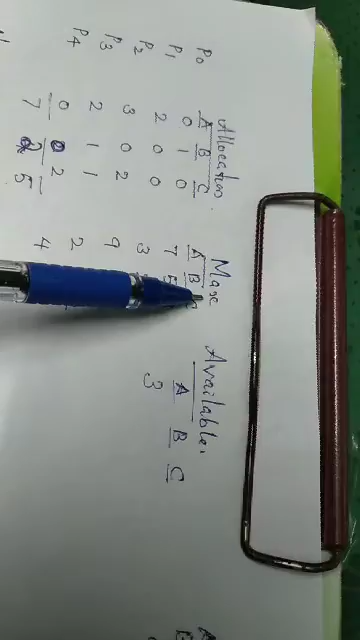 Allocation Max Available.
A B C A B C A B C
P0 0 1 0 7 5 3
P1 2 0 0 3
P2 3 0 2 9
P3 2 1 1 2
P4 0 0 2 4
7 2 5